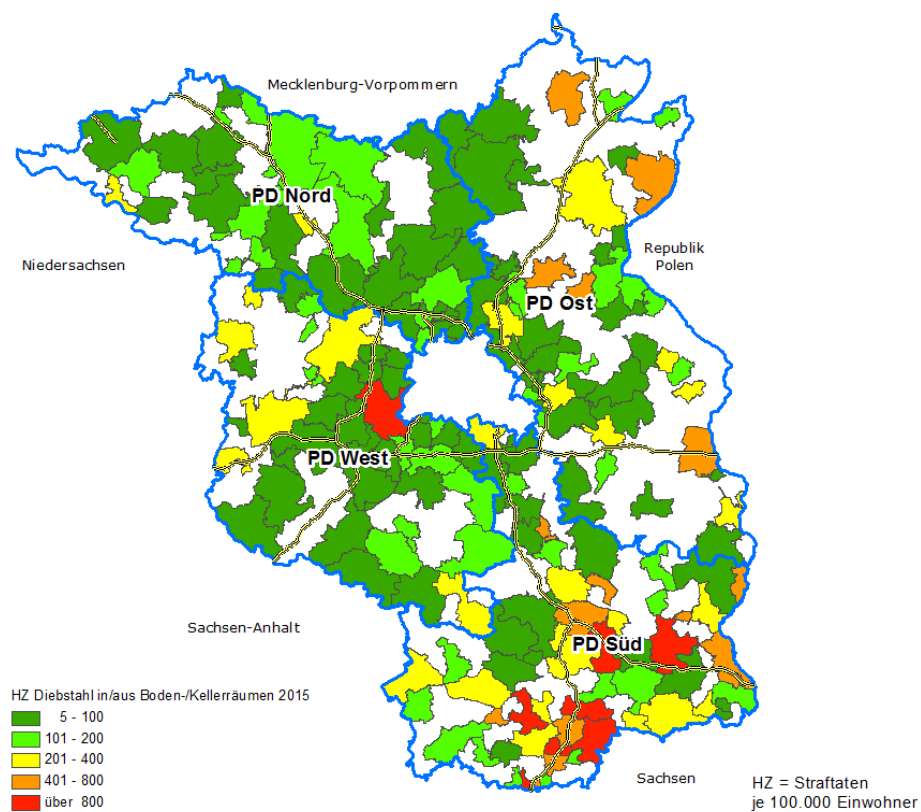 Mecklenburg-Vorpommern
PD Nord
Niedersachsen
Republik
Polen
PD Ost
PD West
Sachsen-Anhalt
PD Süd
HZ Diebstahl in/aus Boden-/Kellerräumen 2015
5 - 100
101 - 200
201 - 400
401 - 800
über 800
Sachsen
HZ = Straftaten
je 100.000 Einwohner